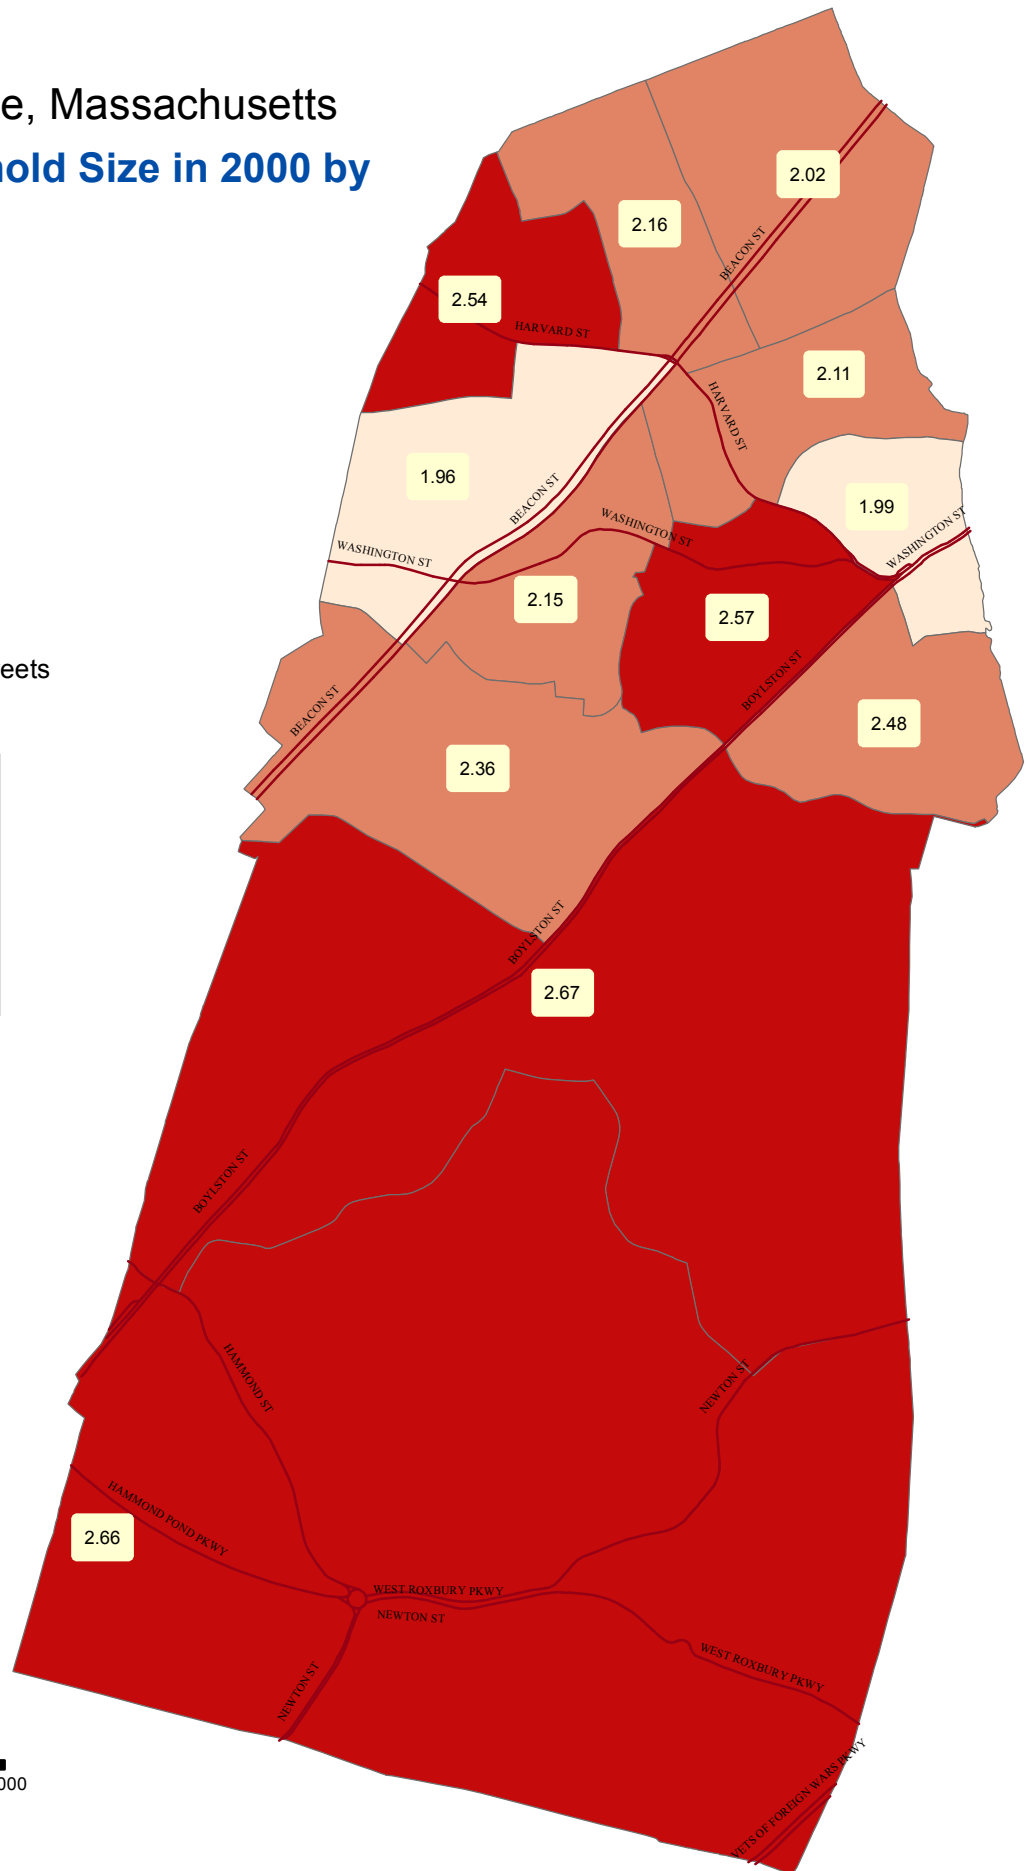 e, Massachusetts
hold Size in 2000 by
2.02
2.16
BEACON ST
2.54
HARVARD ST
2.11
HARVARD ST
1.96
BEACON ST
1.99
WASHINGTON ST
WASHINGTON ST
WASHINGTON ST
2.15
2.57
eets
BEACON ST
BOYLSTON ST
2.48
2.36
BOYLSTON ST
2.67
BOYLSTON ST
HAMMOND ST
NEWTON ST
HAMMOND POND PKWY
2.66
WEST ROXBURY PKWY
NEWTON ST
WEST ROXBURY PKWY
NEWTON ST
VETS OF FOREIGN WARS PKWY
000